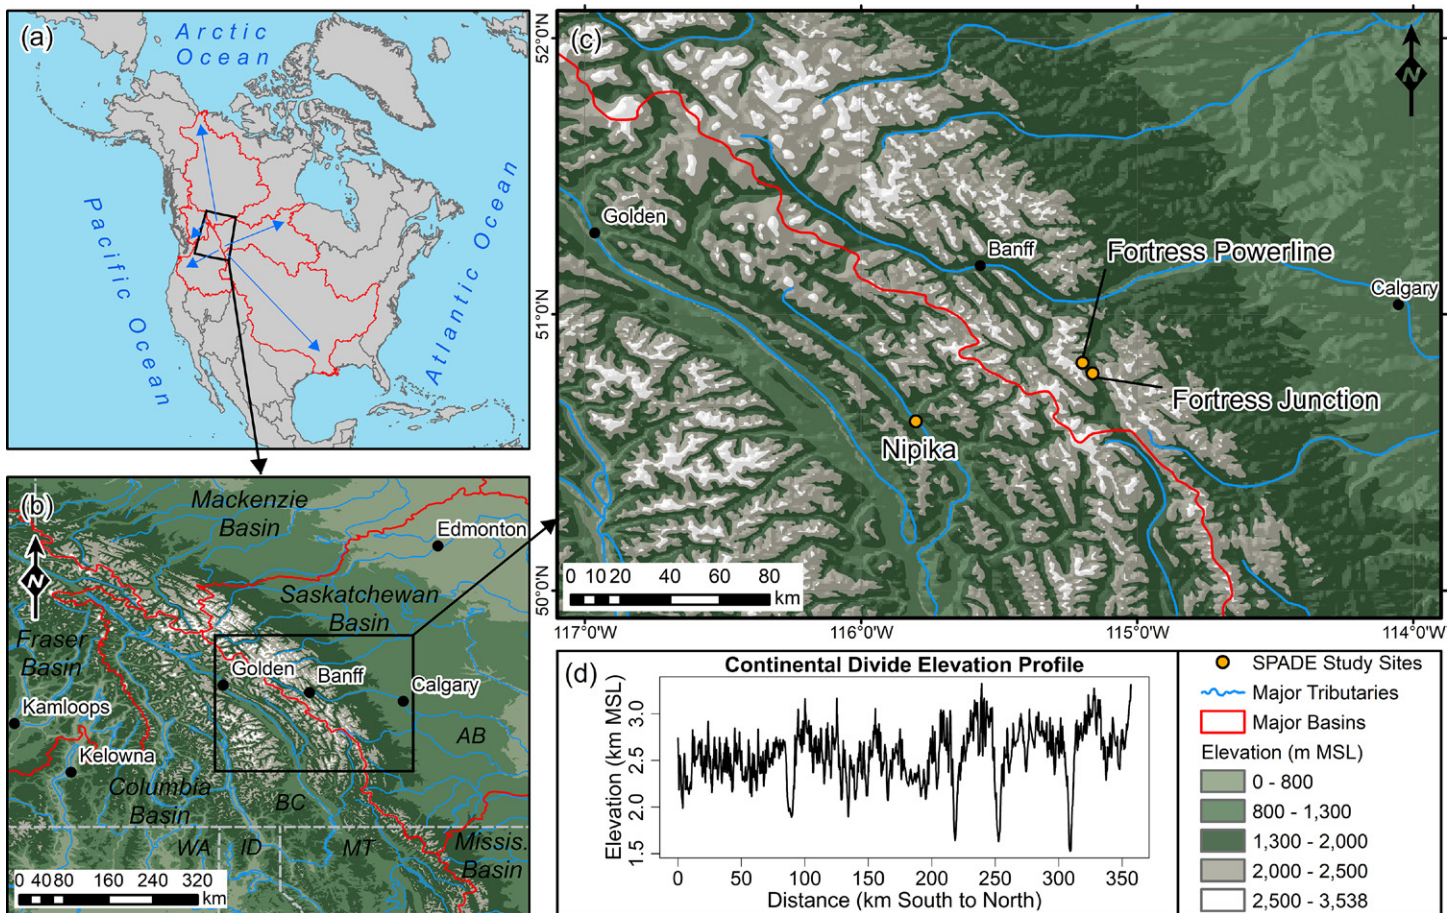 (a)
Arctic
Ocean
Pacific Ocean
Atlantic Ocean
(b)
N
Mackenzie
Basin
Edmonton
Saskatchewan
Basin
Fraser
Basin
Golden
Banff
Calgary
Kamloops
Kelowna
AB
Columbia
Basin
BC
WA
ID
MT
Missis.
Basin
0 40 80 160 240 320
km
(c)
N
52°0'N
51°0'N
50°0'N
Golden
Banff
Fortress Powerline
Calgary
Fortress Junction
Nipika
0 10 20 40 60 80
km
117°0'W 116°0'W 115°0'W 114°0'W
(d)
Continental Divide Elevation Profile
Elevation (km MSL)
3.0
2.5
2.0
1.5
0 50 100 150 200 250 300 350
Distance (km South to North)
SPADE Study Sites
Major Tributaries
Major Basins
Elevation (m MSL)
0 - 800
800 - 1,300
1,300 - 2,000
2,000 - 2,500
2,500 - 3,538